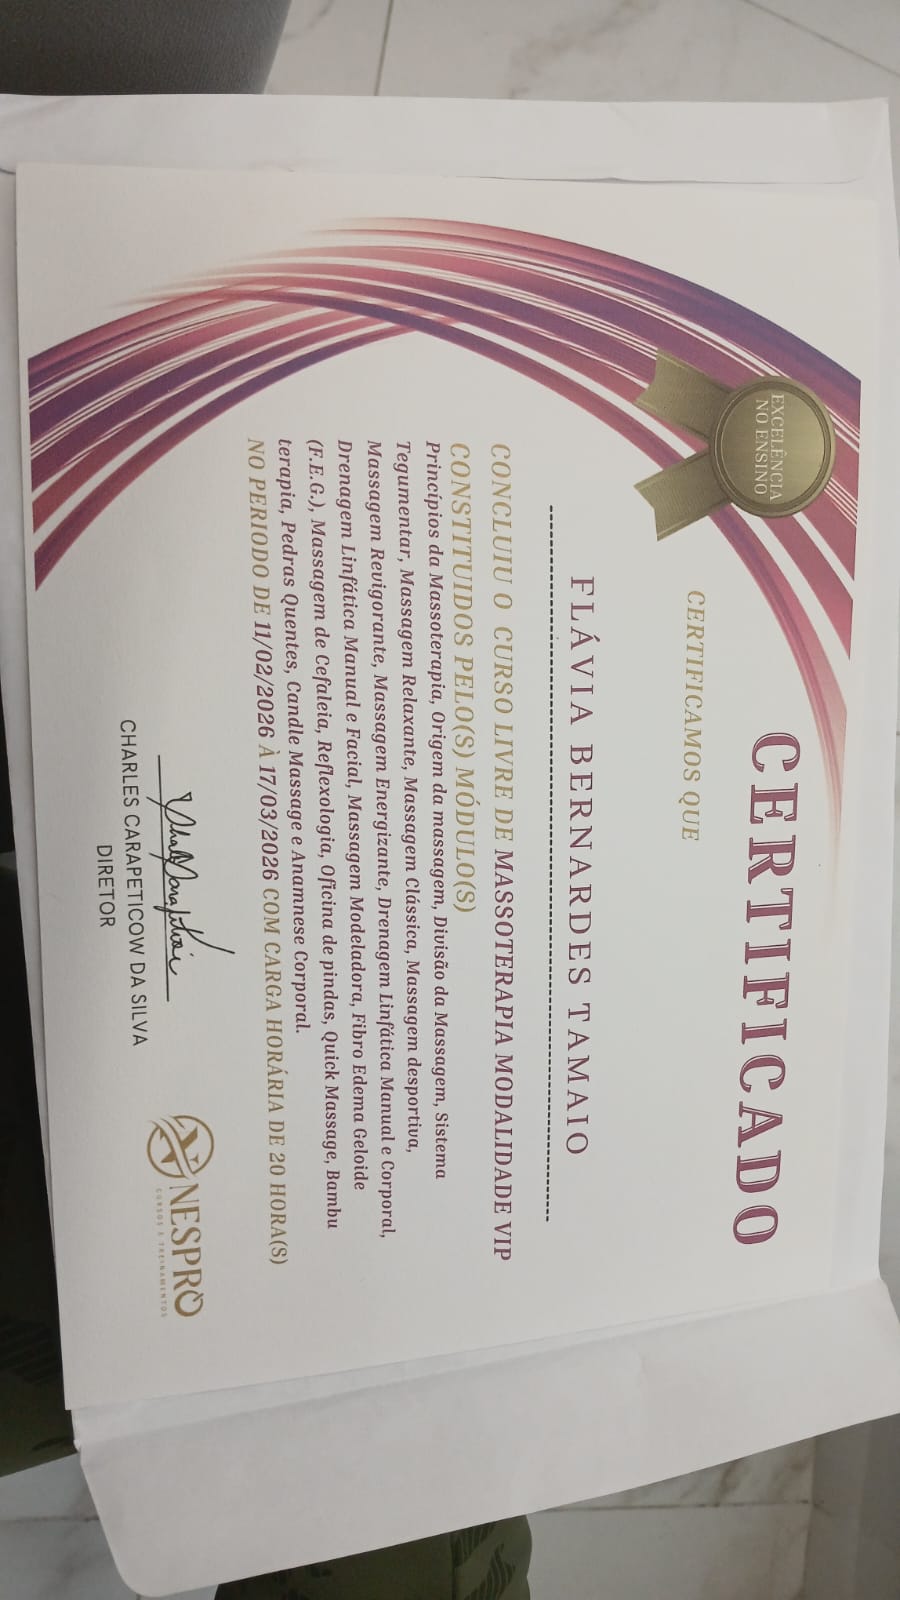 EXCELÊNCIA
NO ENSINO
CERTIFICADO
CERTIFICAMOS QUE
FLÁVIA BERNARDES TAMAIO
CONCLUIU O CURSO LIVRE DE MASSOTERAPIA MODALIDADE VIP
CONSTITUIDOS PELO(S) MÓDULO(S)
Princípios da Massoterapia, Origem da massagem, Divisão da Massagem, Sistema
Tegumentar, Massagem Relaxante, Massagem Clássica, Massagem desportiva,
Massagem Revigorante, Massagem Energizante, Drenagem Linfática Manual e Corporal,
Drenagem Linfática Manual e Facial, Massagem Modeladora, Fibro Edema Geloide
(F.E.G.), Massagem de Cefaleia, Reflexologia, Oficina de pindas, Quick Massage, Bambu
terapia, Pedras Quentes, Candle Massage e Anamnese Corporal.
NO PERIODO DE 11/02/2026 À 17/03/2026 COM CARGA HORÁRIA DE 20 HORA(S)
CHARLES CARAPETICOW DA SILVA
DIRETOR
NESPRO
CURSOS & TREINAMENTOS